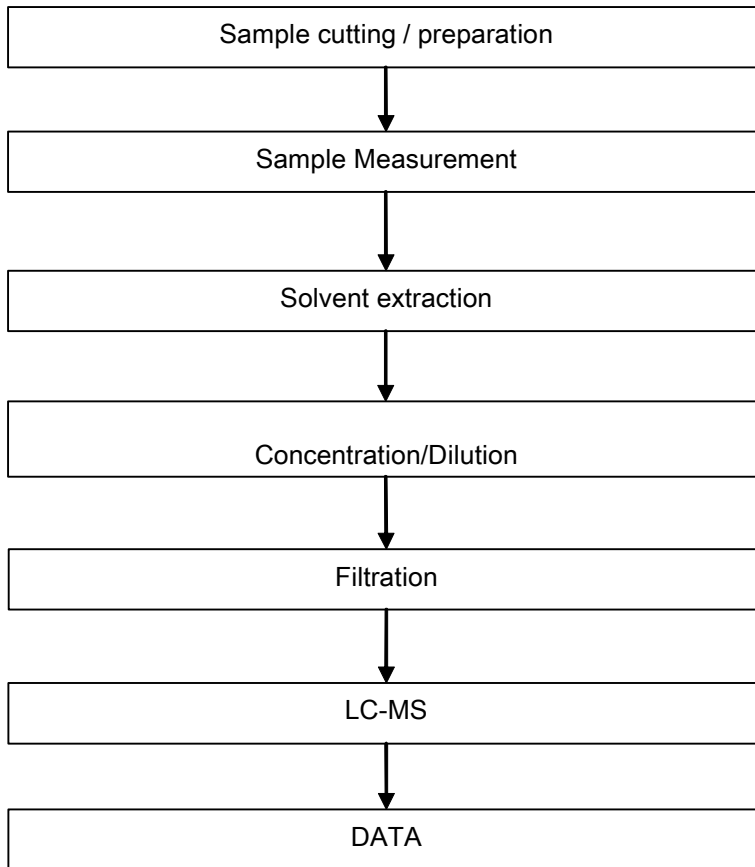 Sample cutting / preparation
Sample Measurement
Solvent extraction
Concentration/Dilution
Filtration
LC-MS
DATA